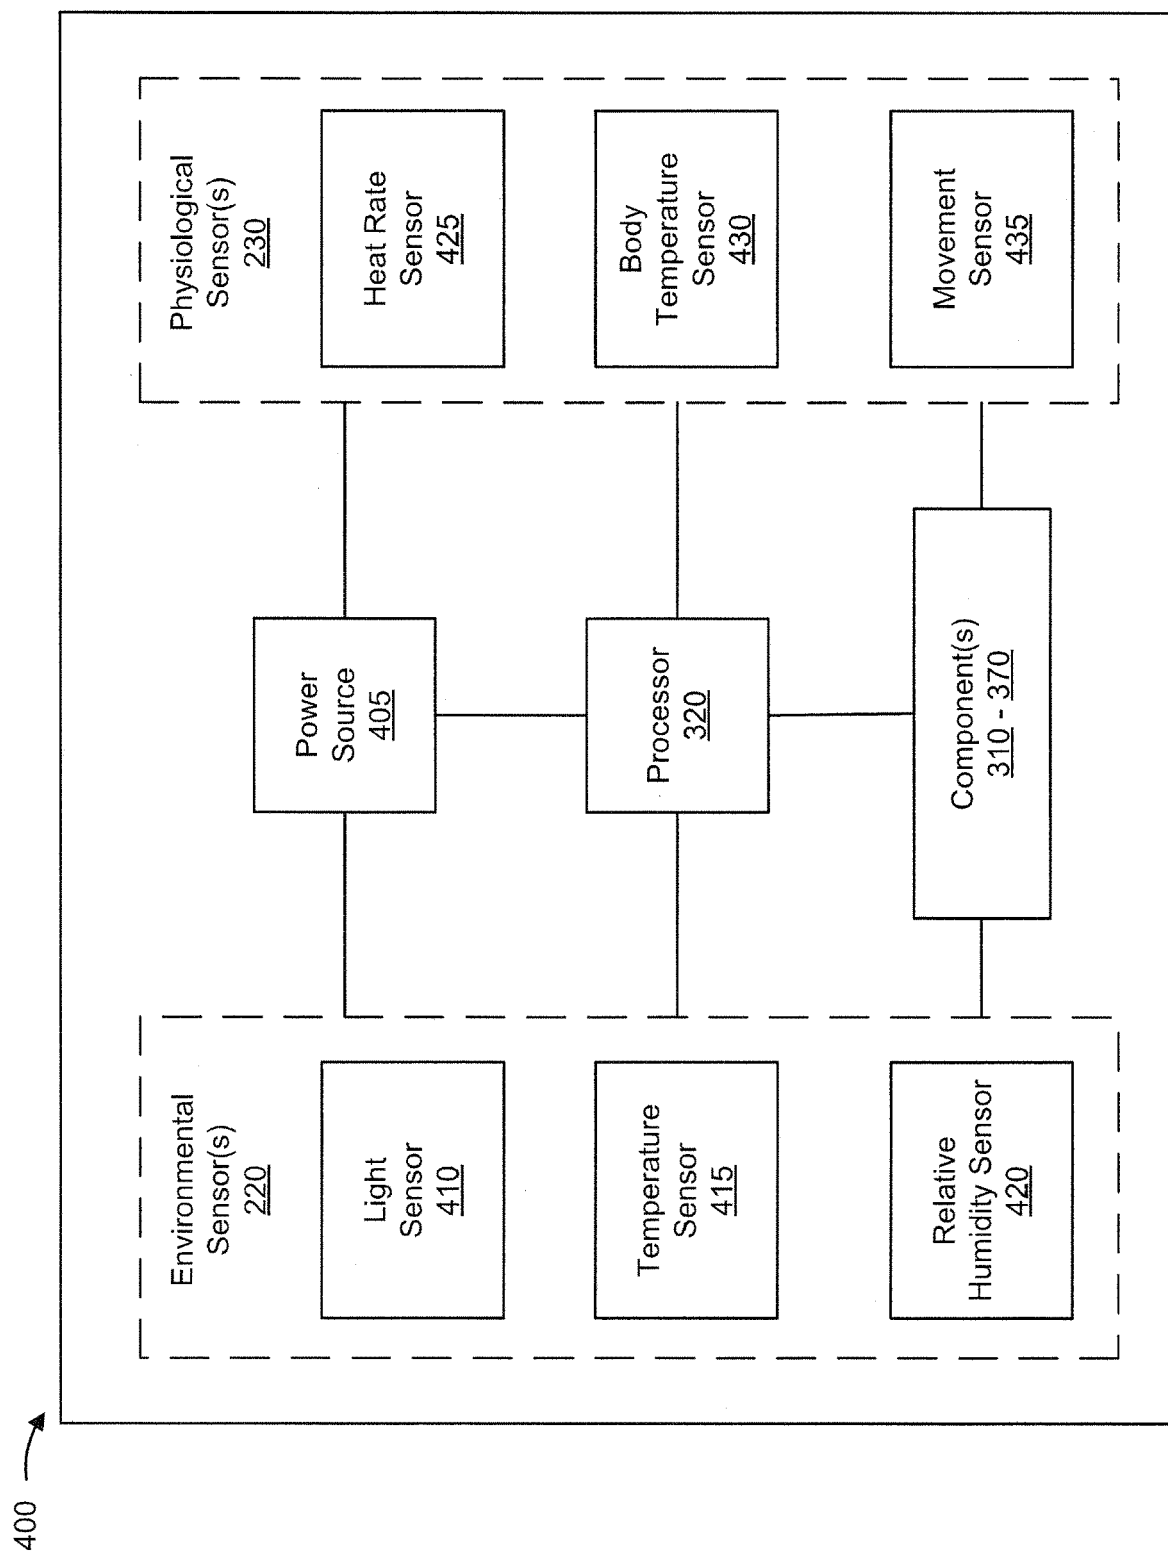 400
Environmental
Sensor(s)
220
Light
Sensor
410
Temperature
Sensor
415
Relative
Humidity Sensor
420
Power
Source
405
Processor
320
Component(s)
310 - 370
Physiological
Sensor(s)
230
Heat Rate
Sensor
425
Body
Temperature
Sensor
430
Movement
Sensor
435